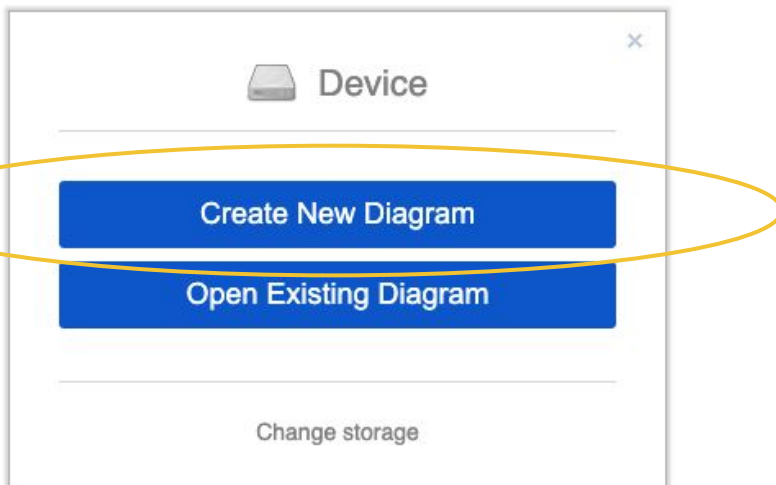 Device
Create New Diagram
Open Existing Diagram
Change storage